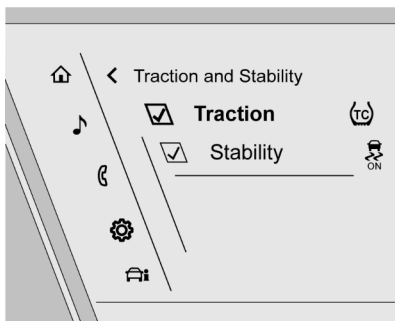 Traction and Stability
Traction TC
Stability
ON